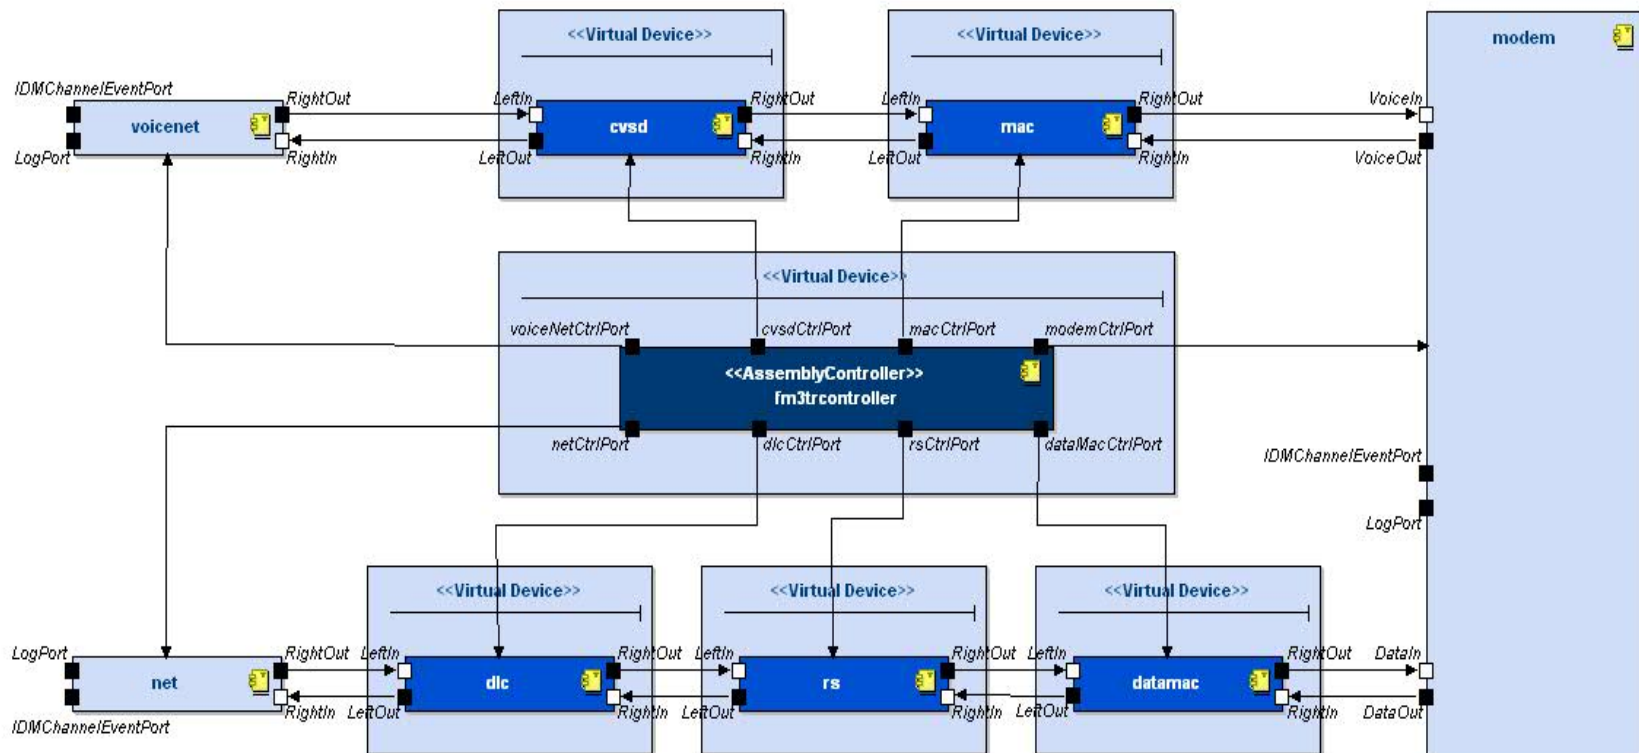 <<Virtual Device>>
<<Virtual Device>>
modem
IDMChannelEventPort
RightOut
LeftIn
RightOut
LeftIn
RightOut
VoiceIn
voicenet
cvsd
mac
LogPort
RightIn
LeftOut
RightIn
LeftOut
RightIn
VoiceOut
<<Virtual Device>>
voiceNetCtrlPort
cvsdCtrlPort
macCtrlPort
modemCtrlPort
<<AssemblyController>>
fm3trcontroller
netCtrlPort
dlcCtrlPort
rsCtrlPort
dataMacCtrlPort
IDMChannelEventPort
LogPort
<<Virtual Device>>
<<Virtual Device>>
<<Virtual Device>>
LogPort
RightOut
LeftIn
RightOut
LeftIn
RightOut
LeftIn
RightOut
DataIn
net
dlc
rs
datamac
IDMChannelEventPort
RightIn
LeftOut
RightIn
LeftOut
RightIn
LeftOut
RightIn
DataOut